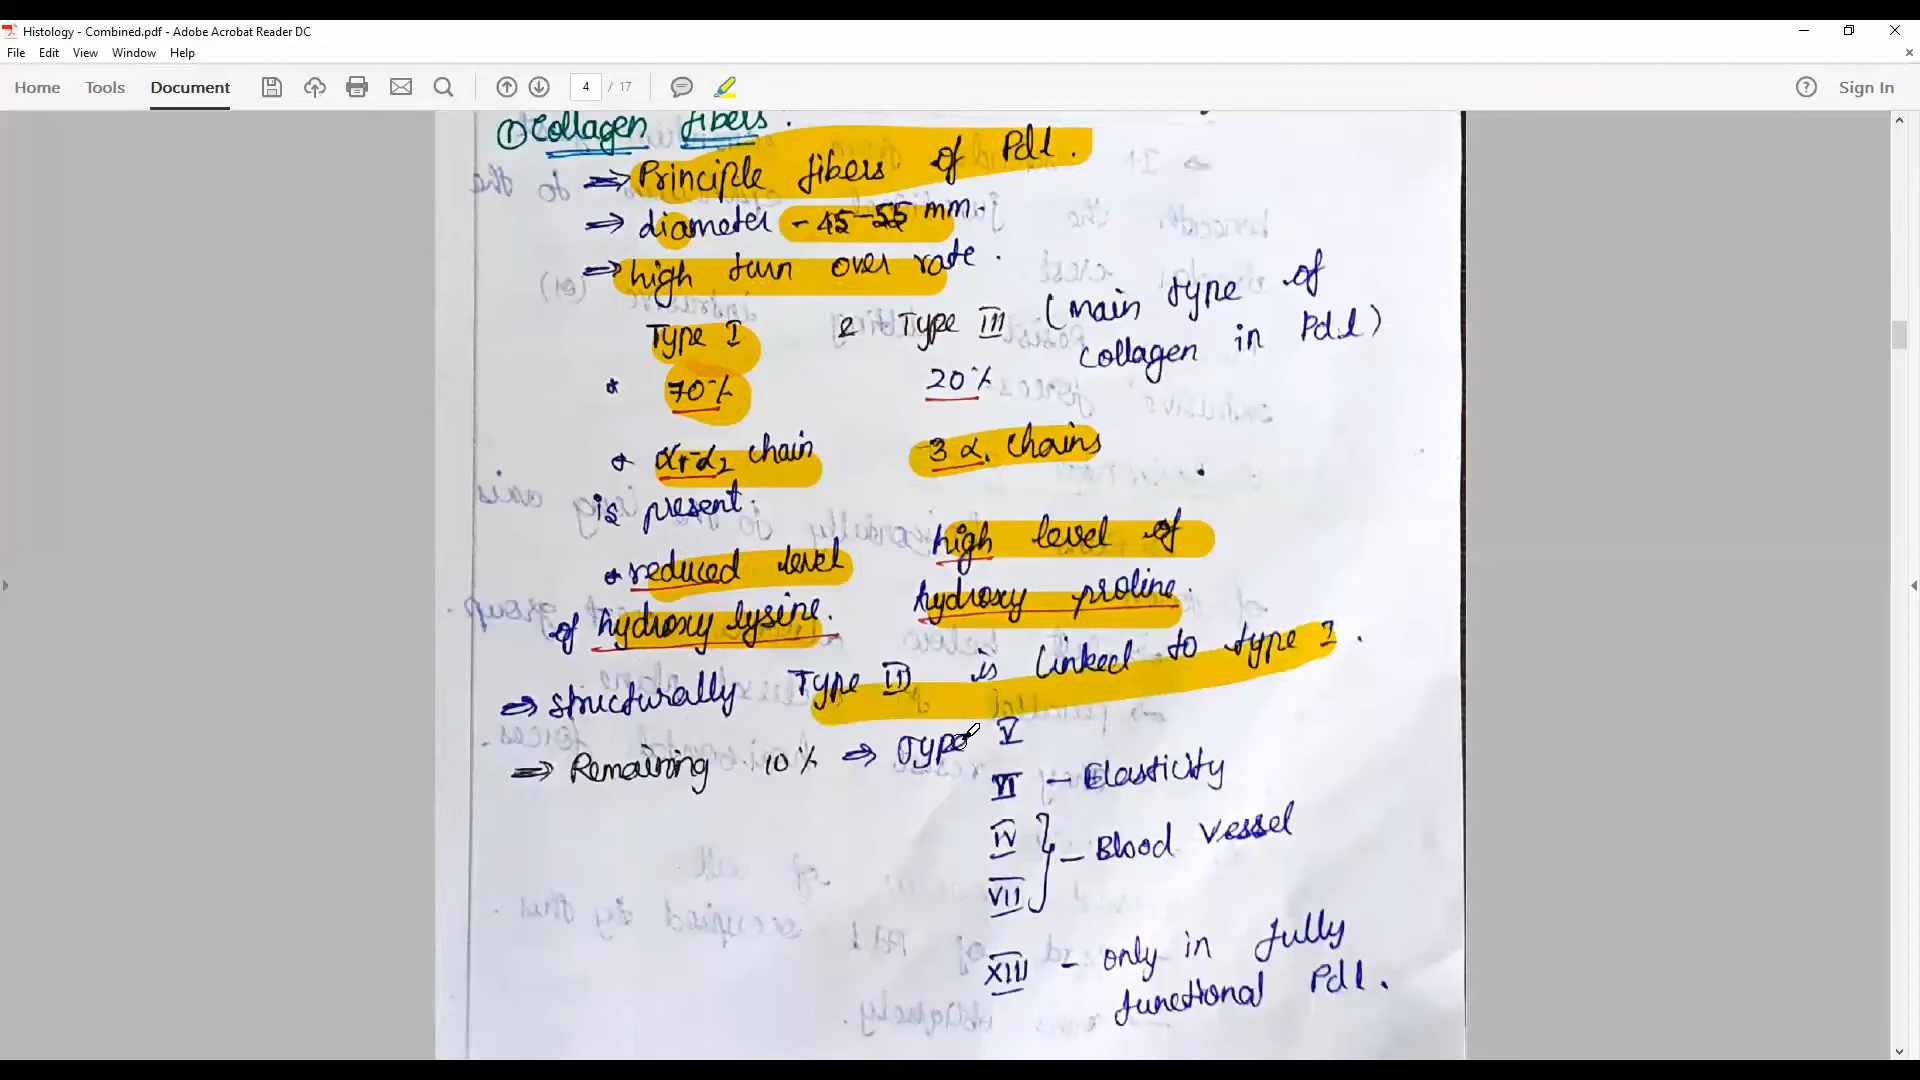 Histology - Combined.pdf - Adobe Acrobat Reader DC
File Edit View Window Help
Home Tools Document 4 / 17 Sign In
① Collagen fibers.
⇒ Principle fibers of Pdl.
⇒ diameter - 45-55 mm.
⇒ high turn over rate.
Type I & Type III (main type of collagen in Pdl)
* 70% 20%
* α1-α2 chain 3 α1 chains
is present.
* reduced level high level of
of hydroxy lysine. hydroxy proline.
⇒ structurally Type III is linked to type I.
⇒ Remaining 10% ⇒ Type V
VI - Elasticity
IV } - Blood Vessel
VII
XIII - only in fully
functional Pdl.